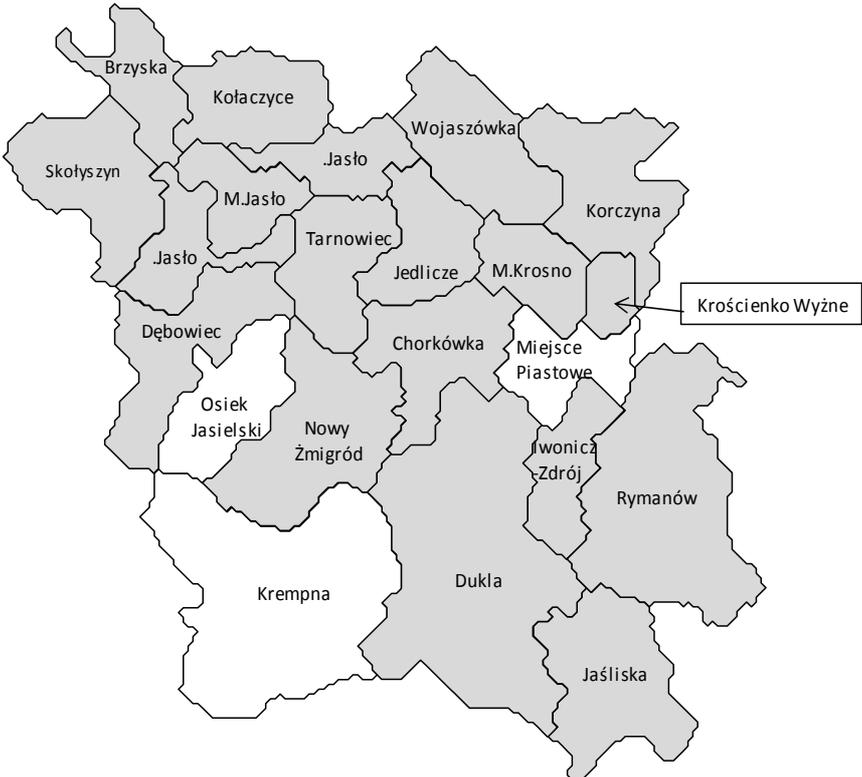 Brzyska
Kołaczyce
Wojaszówka
.Jasło
Skołyszyn
M.Jasło
Korczyna
Tarnowiec
.Jasło
Jedlicze
M.Krosno
Krościenko Wyżne
Dębowiec
Chorkówka
Miejsce
Piastowe
Osiek
Jasielski
Nowy
Żmigród
Iwonicz
-Zdrój
Rymanów
Dukla
Krempna
Jaśliska